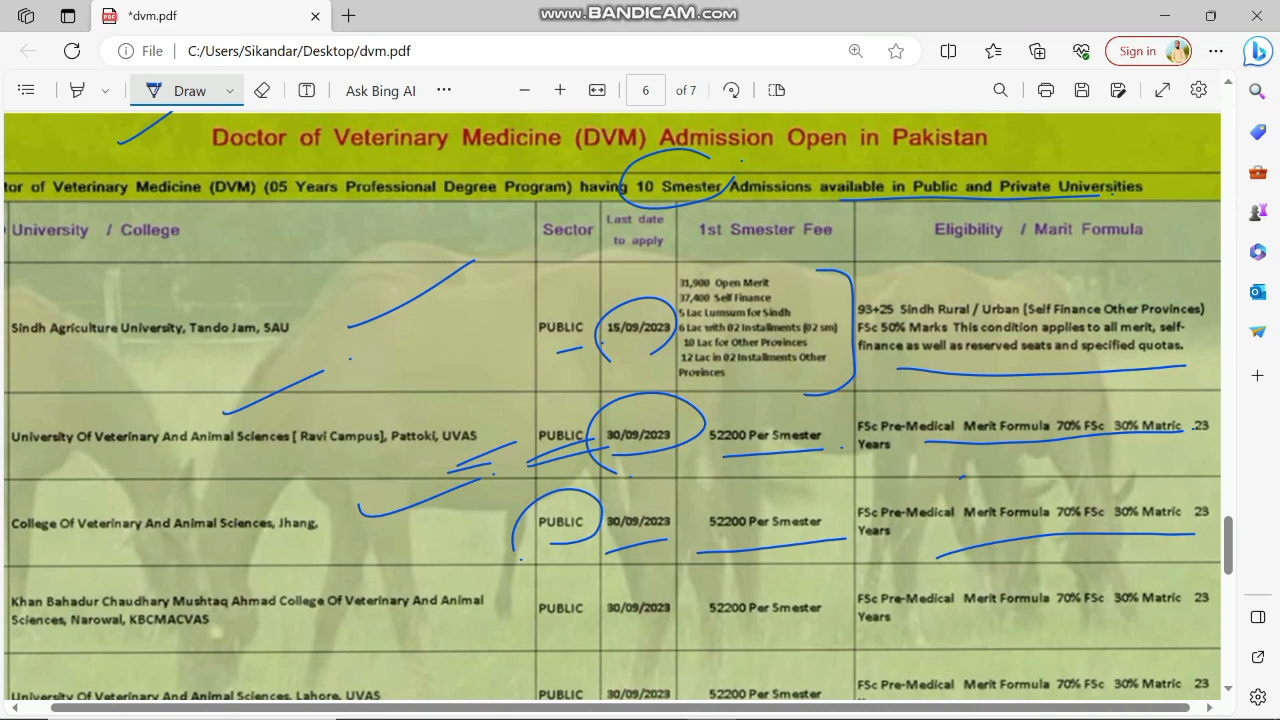 www.BANDICAM.com
*dvm.pdf
File C:/Users/Sikandar/Desktop/dvm.pdf
Sign in
Draw
Ask Bing AI
6 of 7
Doctor of Veterinary Medicine (DVM) Admission Open in Pakistan
tor of Veterinary Medicine (DVM) (05 Years Professional Degree Program) having 10 Smester Admissions available in Public and Private Universities
University / College
Sector
Last date
to apply
1st Smester Fee
Eligibility / Marit Formula
Sindh Agriculture University, Tando Jam, SAU
PUBLIC
15/09/2023
31,900 Open Merit
37,400 Self Finance
5 Lac Lumsum for Sindh
6 Lac with 02 Installments (02 sm)
10 Lac for Other Provinces
12 Lac in 02 Installments Other
Provinces
93+25 Sindh Rural / Urban (Self Finance Other Provinces)
FSc 50% Marks This condition applies to all merit, self-
finance as well as reserved seats and specified quotas.
University Of Veterinary And Animal Sciences [ Ravi Campus], Pattoki, UVAS
PUBLIC
30/09/2023
52200 Per Smester
FSc Pre-Medical Merit Formula 70% FSc 30% Matric 23
Years
College Of Veterinary And Animal Sciences, Jhang,
PUBLIC
30/09/2023
52200 Per Smester
FSc Pre-Medical Merit Formula 70% FSc 30% Matric 23
Years
Khan Bahadur Chaudhary Mushtaq Ahmad College Of Veterinary And Animal
Sciences, Narowal, KBCMACVAS
PUBLIC
30/09/2023
52200 Per Smester
FSc Pre-Medical Merit Formula 70% FSc 30% Matric 23
Years
University Of Veterinary And Animal Sciences, Lahore, UVAS
PUBLIC
30/09/2023
52200 Per Smester
FSc Pre-Medical Merit Formula 70% FSc 30% Matric 23